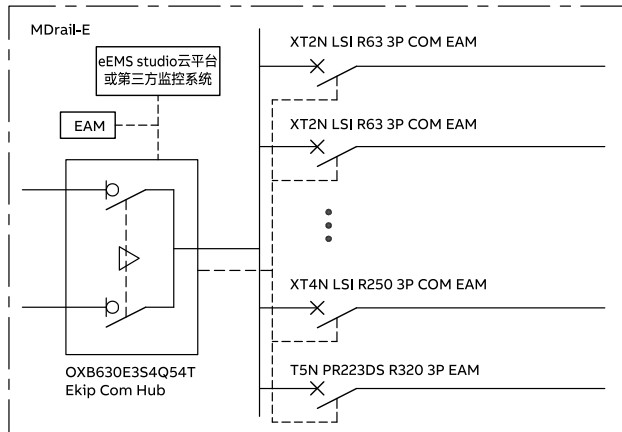 MDrail-E
eEMS studio云平台
或第三方监控系统
EAM
OXB630E3S4Q54T
Ekip Com Hub
XT2N LSI R63 3P COM EAM
XT2N LSI R63 3P COM EAM
XT4N LSI R250 3P COM EAM
T5N PR223DS R320 3P EAM